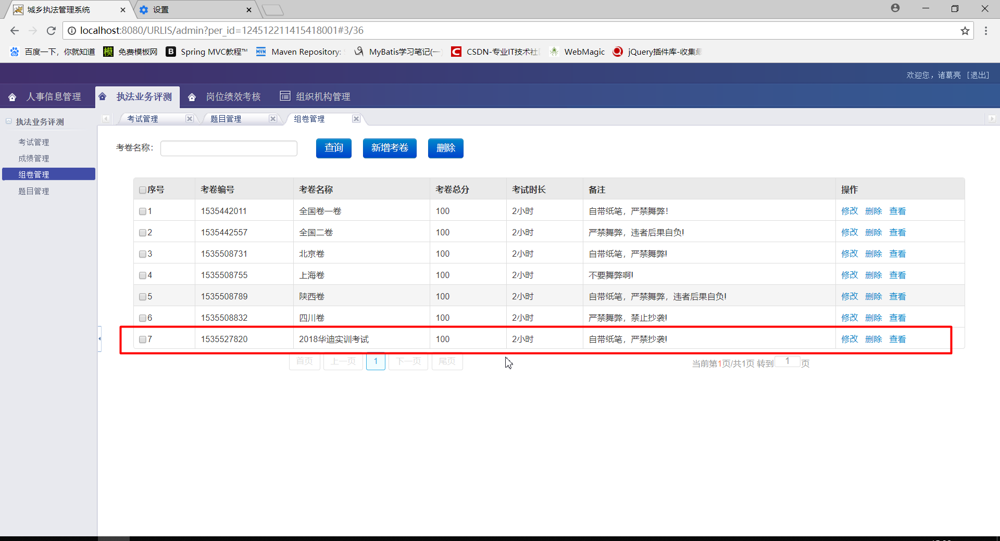 城乡执法管理系统
设置
localhost:8080/URLIS/admin?per_id=124512211415418001#3/36
百度一下，你就知道 免费模板网 Spring MVC教程™ Maven Repository: MyBatis学习笔记(一) CSDN-专业IT技术社 WebMagic jQuery插件库-收集
欢迎您，诸葛亮 [退出]
人事信息管理 执法业务评测 岗位绩效考核 组织机构管理
执法业务评测
考试管理
成绩管理
组卷管理
题目管理
考试管理 题目管理 组卷管理
考卷名称： 查询 新增考卷 删除
序号 考卷编号 考卷名称 考卷总分 考试时长 备注 操作
1 1535442011 全国卷一卷 100 2小时 自带纸笔，严禁舞弊！ 修改 删除 查看
2 1535442557 全国二卷 100 2小时 严禁舞弊，违者后果自负! 修改 删除 查看
3 1535508731 北京卷 100 2小时 自带纸笔，严禁舞弊! 修改 删除 查看
4 1535508755 上海卷 100 2小时 不要舞弊啊! 修改 删除 查看
5 1535508789 陕西卷 100 2小时 自带纸笔，严禁舞弊，违者后果自负! 修改 删除 查看
6 1535508832 四川卷 100 2小时 严禁舞弊，禁止抄袭! 修改 删除 查看
7 1535527820 2018华迪实训考试 100 2小时 自带纸笔，严禁抄袭! 修改 删除 查看
首页 上一页 1 下一页 尾页 当前第1页/共1页 转到 1 页